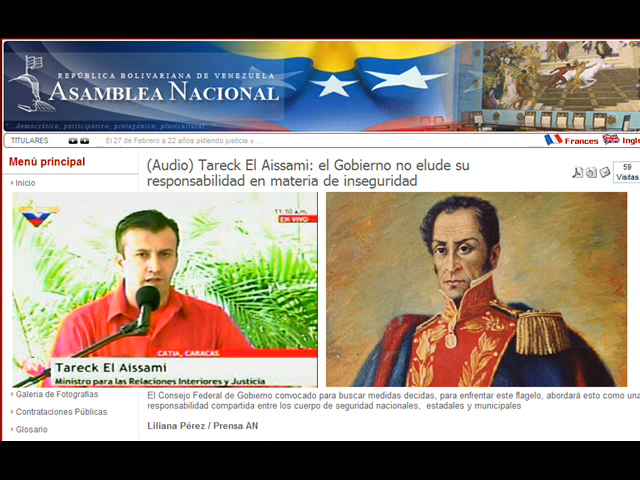 REPÚBLICA BOLIVARIANA DE VENEZUELA
ASAMBLEA NACIONAL
"...democrático, participativo, protagónico, pluricultural..."
TITULARES
El 27 de Febrero a 22 años pidiendo justicia » ...
Frances
Ingle
Menú principal
› Inicio
(Audio) Tareck El Aissami: el Gobierno no elude su
responsabilidad en materia de inseguridad
59
Visitas
11:10 a.m.
EN VIVO
CATIA, CARACAS
Tareck El Aissami
Ministro para las Relaciones Interiores y Justicia
› Galeria de Fotografias
› Contrataciones Públicas
› Glosario
El Consejo Federal de Gobierno convocado para buscar medidas decidas, para enfrentar este flagelo, abordará esto como una
responsabilidad compartida entre los cuerpo de seguridad nacionales, estadales y municipales
Liliana Pérez / Prensa AN